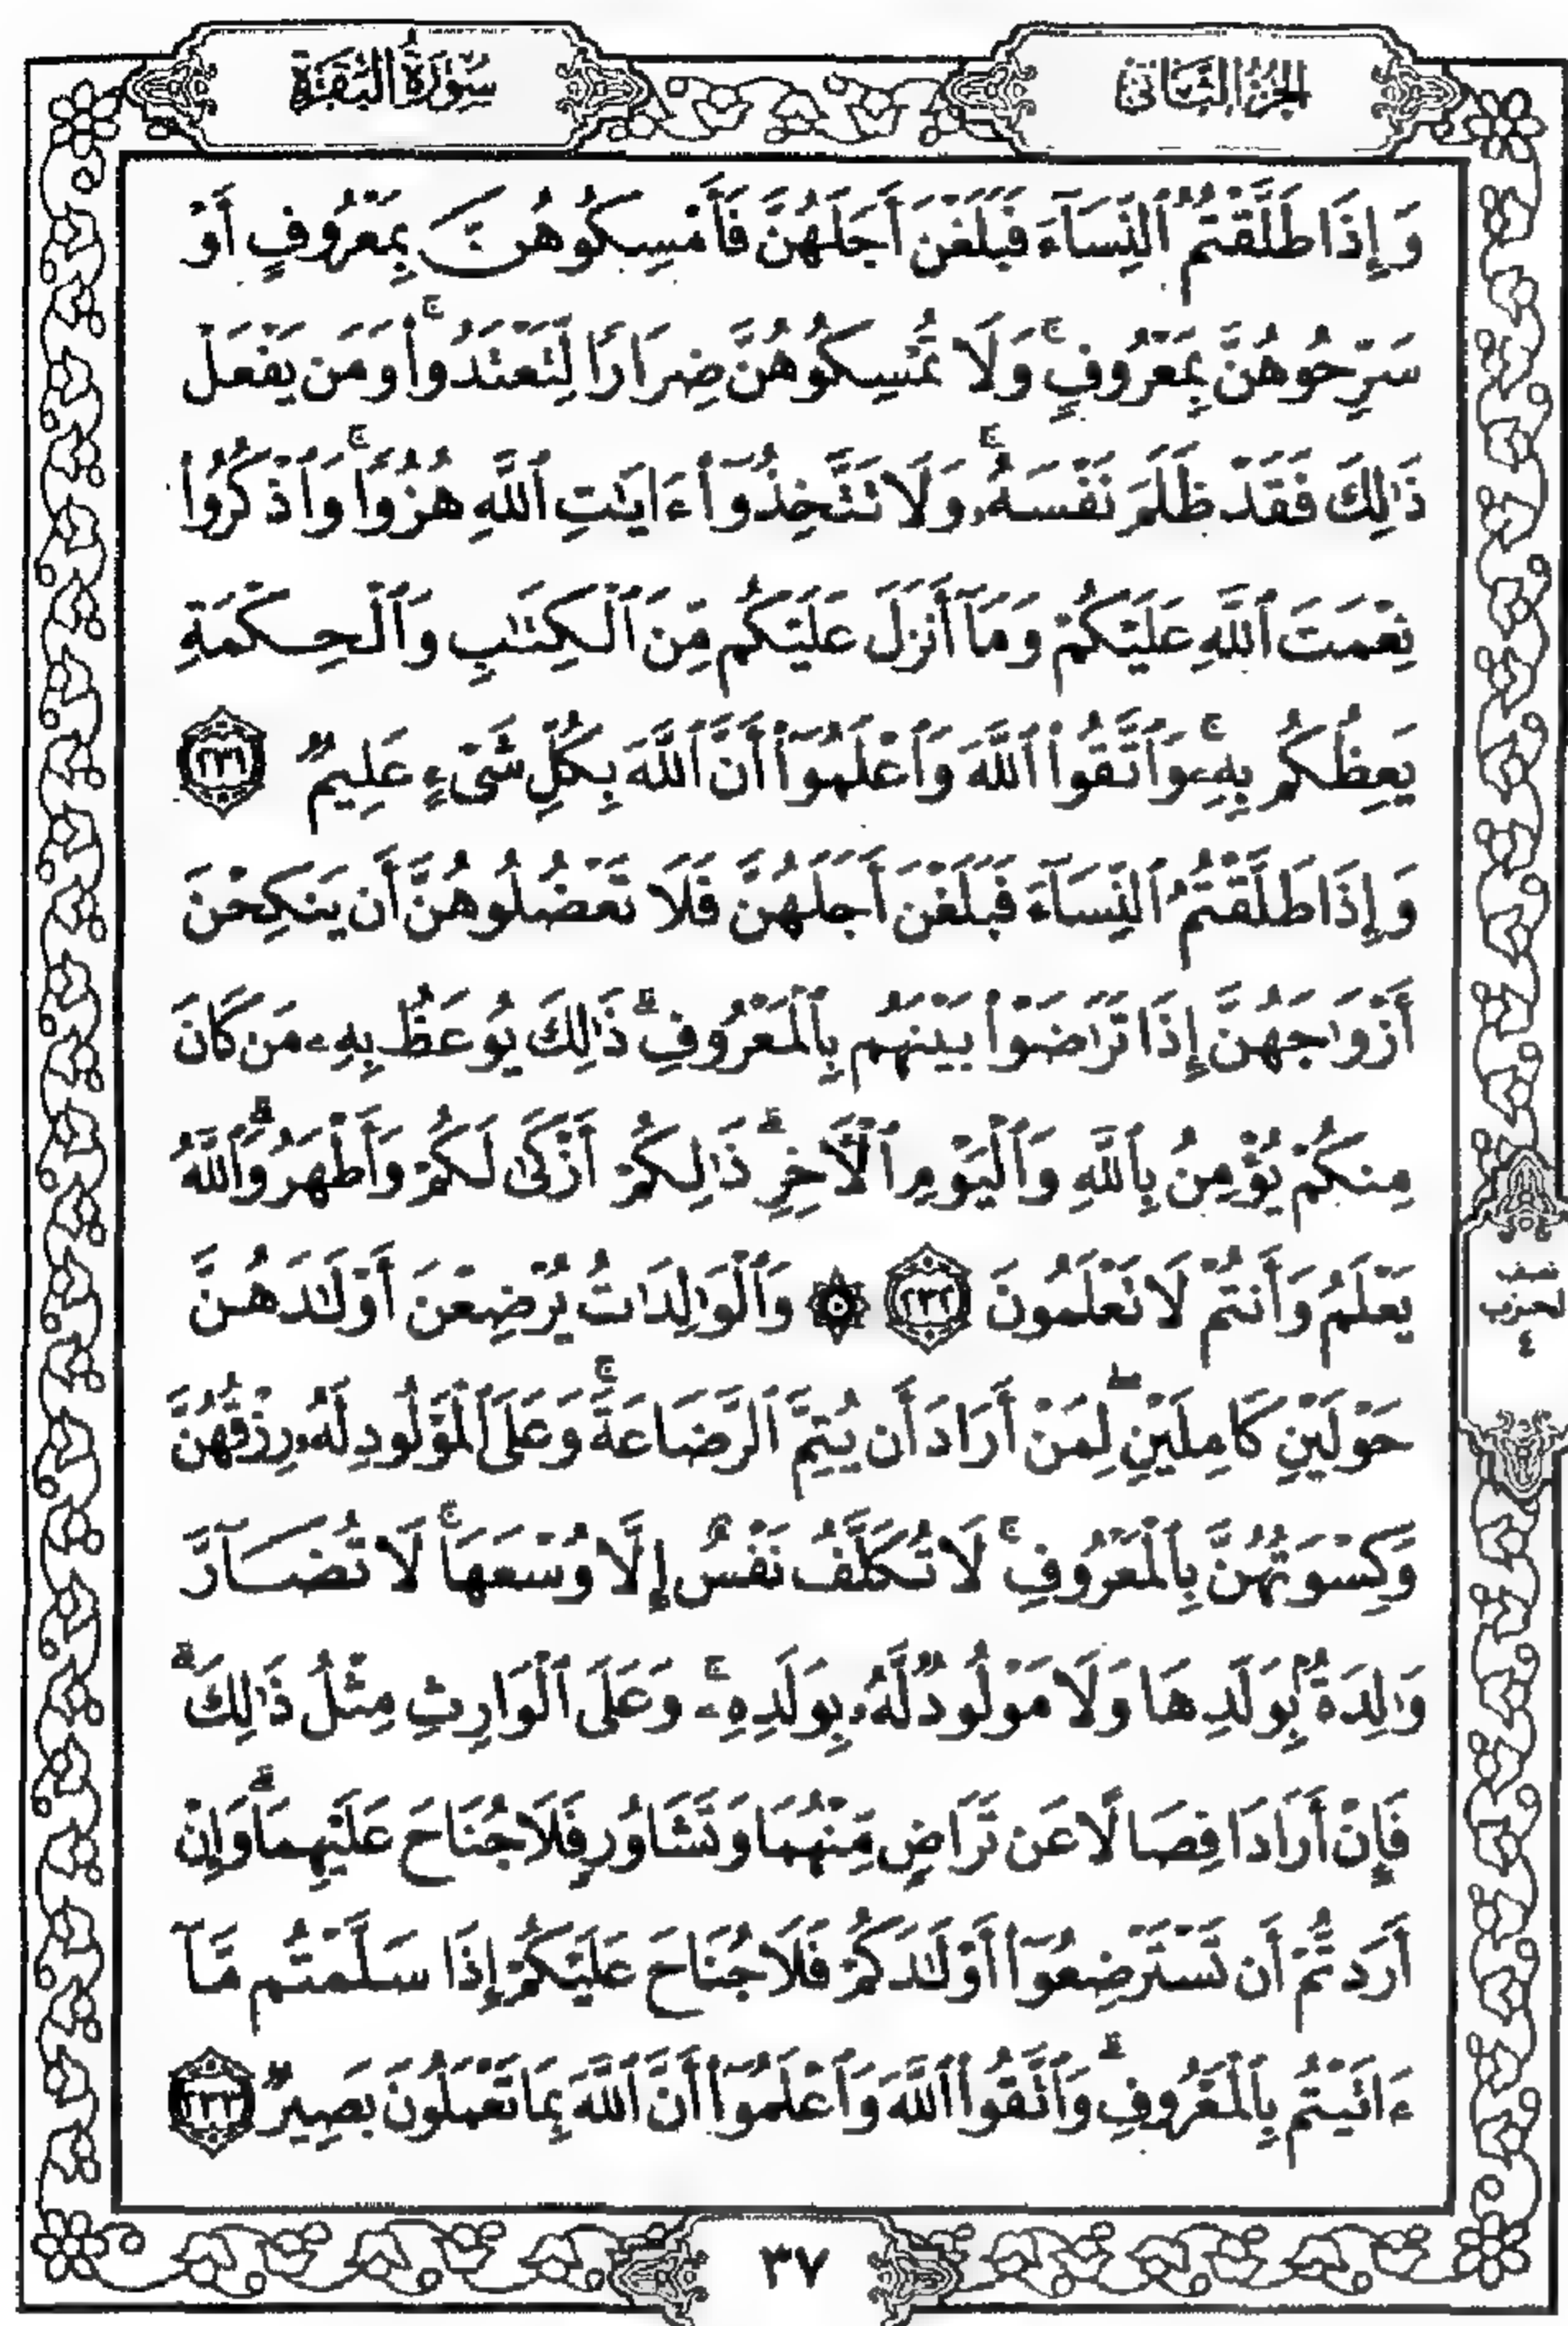 الجزء الثاني
سورة البقرة
وَإِذَا طَلَّقْتُمُ ٱلنِّسَآءَ فَبَلَغْنَ أَجَلَهُنَّ فَأَمْسِكُوهُنَّ بِمَعْرُوفٍ أَوْ
سَرِّحُوهُنَّ بِمَعْرُوفٍۚ وَلَا تُمْسِكُوهُنَّ ضِرَارًا لِّتَعْتَدُوا۟ۚ وَمَن يَفْعَلْ
ذَٰلِكَ فَقَدْ ظَلَمَ نَفْسَهُۥۚ وَلَا تَتَّخِذُوٓا۟ ءَايَٰتِ ٱللَّهِ هُزُوًاۚ وَٱذْكُرُوا۟
نِعْمَتَ ٱللَّهِ عَلَيْكُمْ وَمَآ أَنزَلَ عَلَيْكُم مِّنَ ٱلْكِتَٰبِ وَٱلْحِكْمَةِ
يَعِظُكُم بِهِۦۚ وَٱتَّقُوا۟ ٱللَّهَ وَٱعْلَمُوٓا۟ أَنَّ ٱللَّهَ بِكُلِّ شَىْءٍ عَلِيمٌ ٢٣١
وَإِذَا طَلَّقْتُمُ ٱلنِّسَآءَ فَبَلَغْنَ أَجَلَهُنَّ فَلَا تَعْضُلُوهُنَّ أَن يَنكِحْنَ
أَزْوَٰجَهُنَّ إِذَا تَرَٰضَوْا۟ بَيْنَهُم بِٱلْمَعْرُوفِۗ ذَٰلِكَ يُوعَظُ بِهِۦ مَن كَانَ
مِنكُمْ يُؤْمِنُ بِٱللَّهِ وَٱلْيَوْمِ ٱلْءَاخِرِۗ ذَٰلِكُمْ أَزْكَىٰ لَكُمْ وَأَطْهَرُۗ وَٱللَّهُ
يَعْلَمُ وَأَنتُمْ لَا تَعْلَمُونَ ٢٣٢ ۞ وَٱلْوَٰلِدَٰتُ يُرْضِعْنَ أَوْلَٰدَهُنَّ
حَوْلَيْنِ كَامِلَيْنِۖ لِمَنْ أَرَادَ أَن يُتِمَّ ٱلرَّضَاعَةَۚ وَعَلَى ٱلْمَوْلُودِ لَهُۥ رِزْقُهُنَّ
وَكِسْوَتُهُنَّ بِٱلْمَعْرُوفِۚ لَا تُكَلَّفُ نَفْسٌ إِلَّا وُسْعَهَاۚ لَا تُضَآرَّ
وَٰلِدَةٌۢ بِوَلَدِهَا وَلَا مَوْلُودٌ لَّهُۥ بِوَلَدِهِۦۚ وَعَلَى ٱلْوَارِثِ مِثْلُ ذَٰلِكَۗ
فَإِنْ أَرَادَا فِصَالًا عَن تَرَاضٍ مِّنْهُمَا وَتَشَاوُرٍ فَلَا جُنَاحَ عَلَيْهِمَاۗ وَإِنْ
أَرَدتُّمْ أَن تَسْتَرْضِعُوٓا۟ أَوْلَٰدَكُمْ فَلَا جُنَاحَ عَلَيْكُمْ إِذَا سَلَّمْتُم مَّآ
ءَاتَيْتُم بِٱلْمَعْرُوفِۗ وَٱتَّقُوا۟ ٱللَّهَ وَٱعْلَمُوٓا۟ أَنَّ ٱللَّهَ بِمَا تَعْمَلُونَ بَصِيرٌ ٢٣٣
نصف
الحزب
٤
٣٧